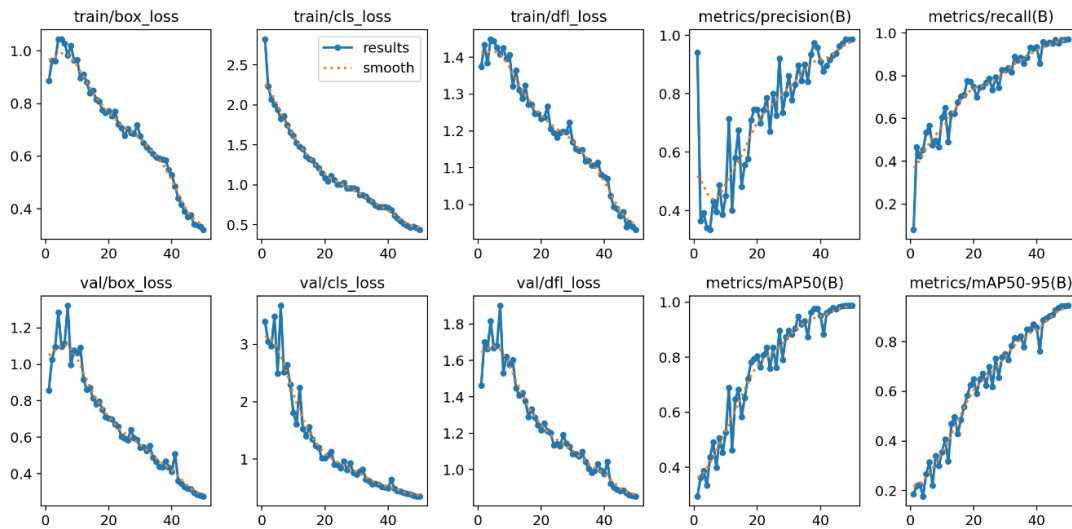 train/box_loss
train/cls_loss
train/dfl_loss
metrics/precision(B)
metrics/recall(B)
1.0
0.8
0.6
0.4
0 20 40
2.5
2.0
1.5
1.0
0.5
0 20 40
results
smooth
1.4
1.3
1.2
1.1
1.0
0 20 40
1.0
0.8
0.6
0.4
0 20 40
0.8
0.6
0.4
0.2
0 20 40
val/box_loss
val/cls_loss
val/dfl_loss
metrics/mAP50(B)
metrics/mAP50-95(B)
1.2
1.0
0.8
0.6
0.4
0 20 40
3
2
1
0 20 40
1.8
1.6
1.4
1.2
1.0
0 20 40
1.0
0.9
0.8
0.7
0.6
0.5
0.4
0.3
0 20 40
0.8
0.6
0.4
0.2
0 20 40